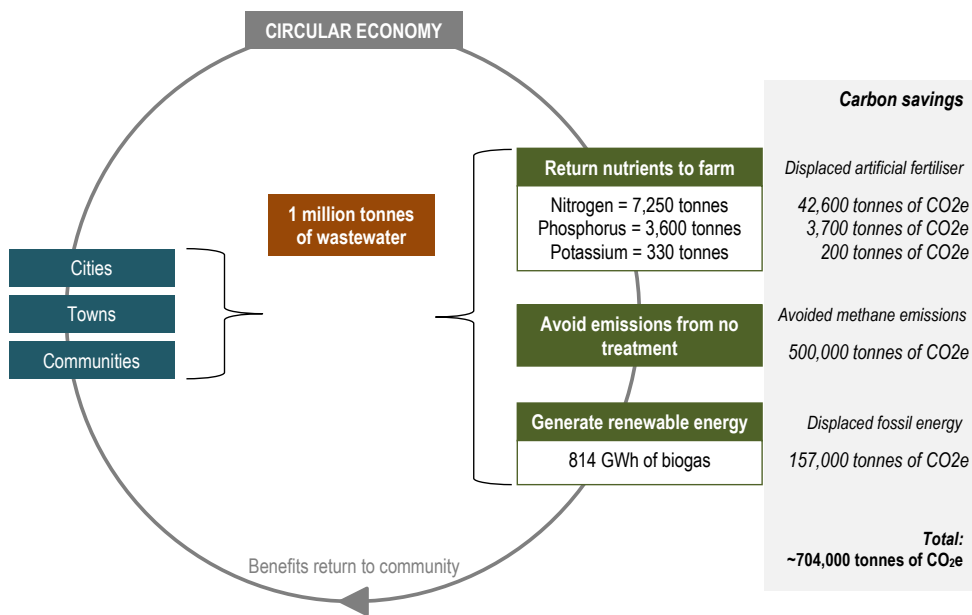 CIRCULAR ECONOMY
Carbon savings
1 million tonnes
of wastewater
Cities
Towns
Communities
Return nutrients to farm
Nitrogen = 7,250 tonnes
Phosphorus = 3,600 tonnes
Potassium = 330 tonnes
Displaced artificial fertiliser
42,600 tonnes of CO2e
3,700 tonnes of CO2e
200 tonnes of CO2e
Avoid emissions from no
treatment
Avoided methane emissions
500,000 tonnes of CO2e
Generate renewable energy
814 GWh of biogas
Displaced fossil energy
157,000 tonnes of CO2e
Total:
~704,000 tonnes of CO₂e
Benefits return to community